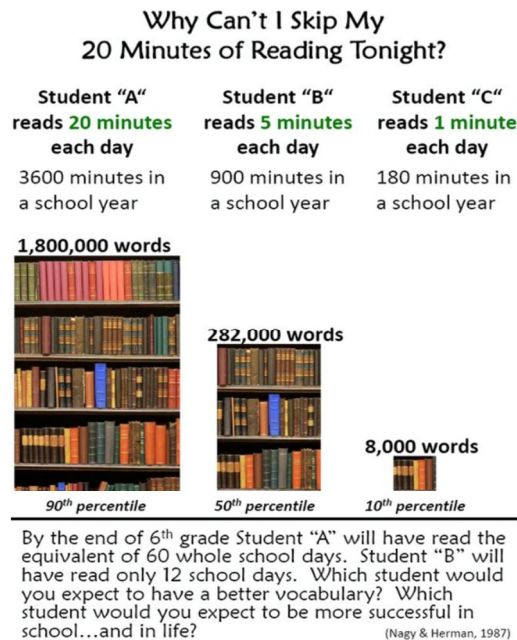 Why Can't I Skip My
20 Minutes of Reading Tonight?
Student “A“
reads 20 minutes
each day
3600 minutes in
a school year
1,800,000 words
90th percentile
Student “B“
reads 5 minutes
each day
900 minutes in
a school year
282,000 words
50th percentile
Student “C“
reads 1 minute
each day
180 minutes in
a school year
8,000 words
10th percentile
By the end of 6th grade Student “A” will have read the
equivalent of 60 whole school days. Student “B” will
have read only 12 school days. Which student would
you expect to have a better vocabulary? Which
student would you expect to be more successful in
school...and in life?
(Nagy & Herman, 1987)